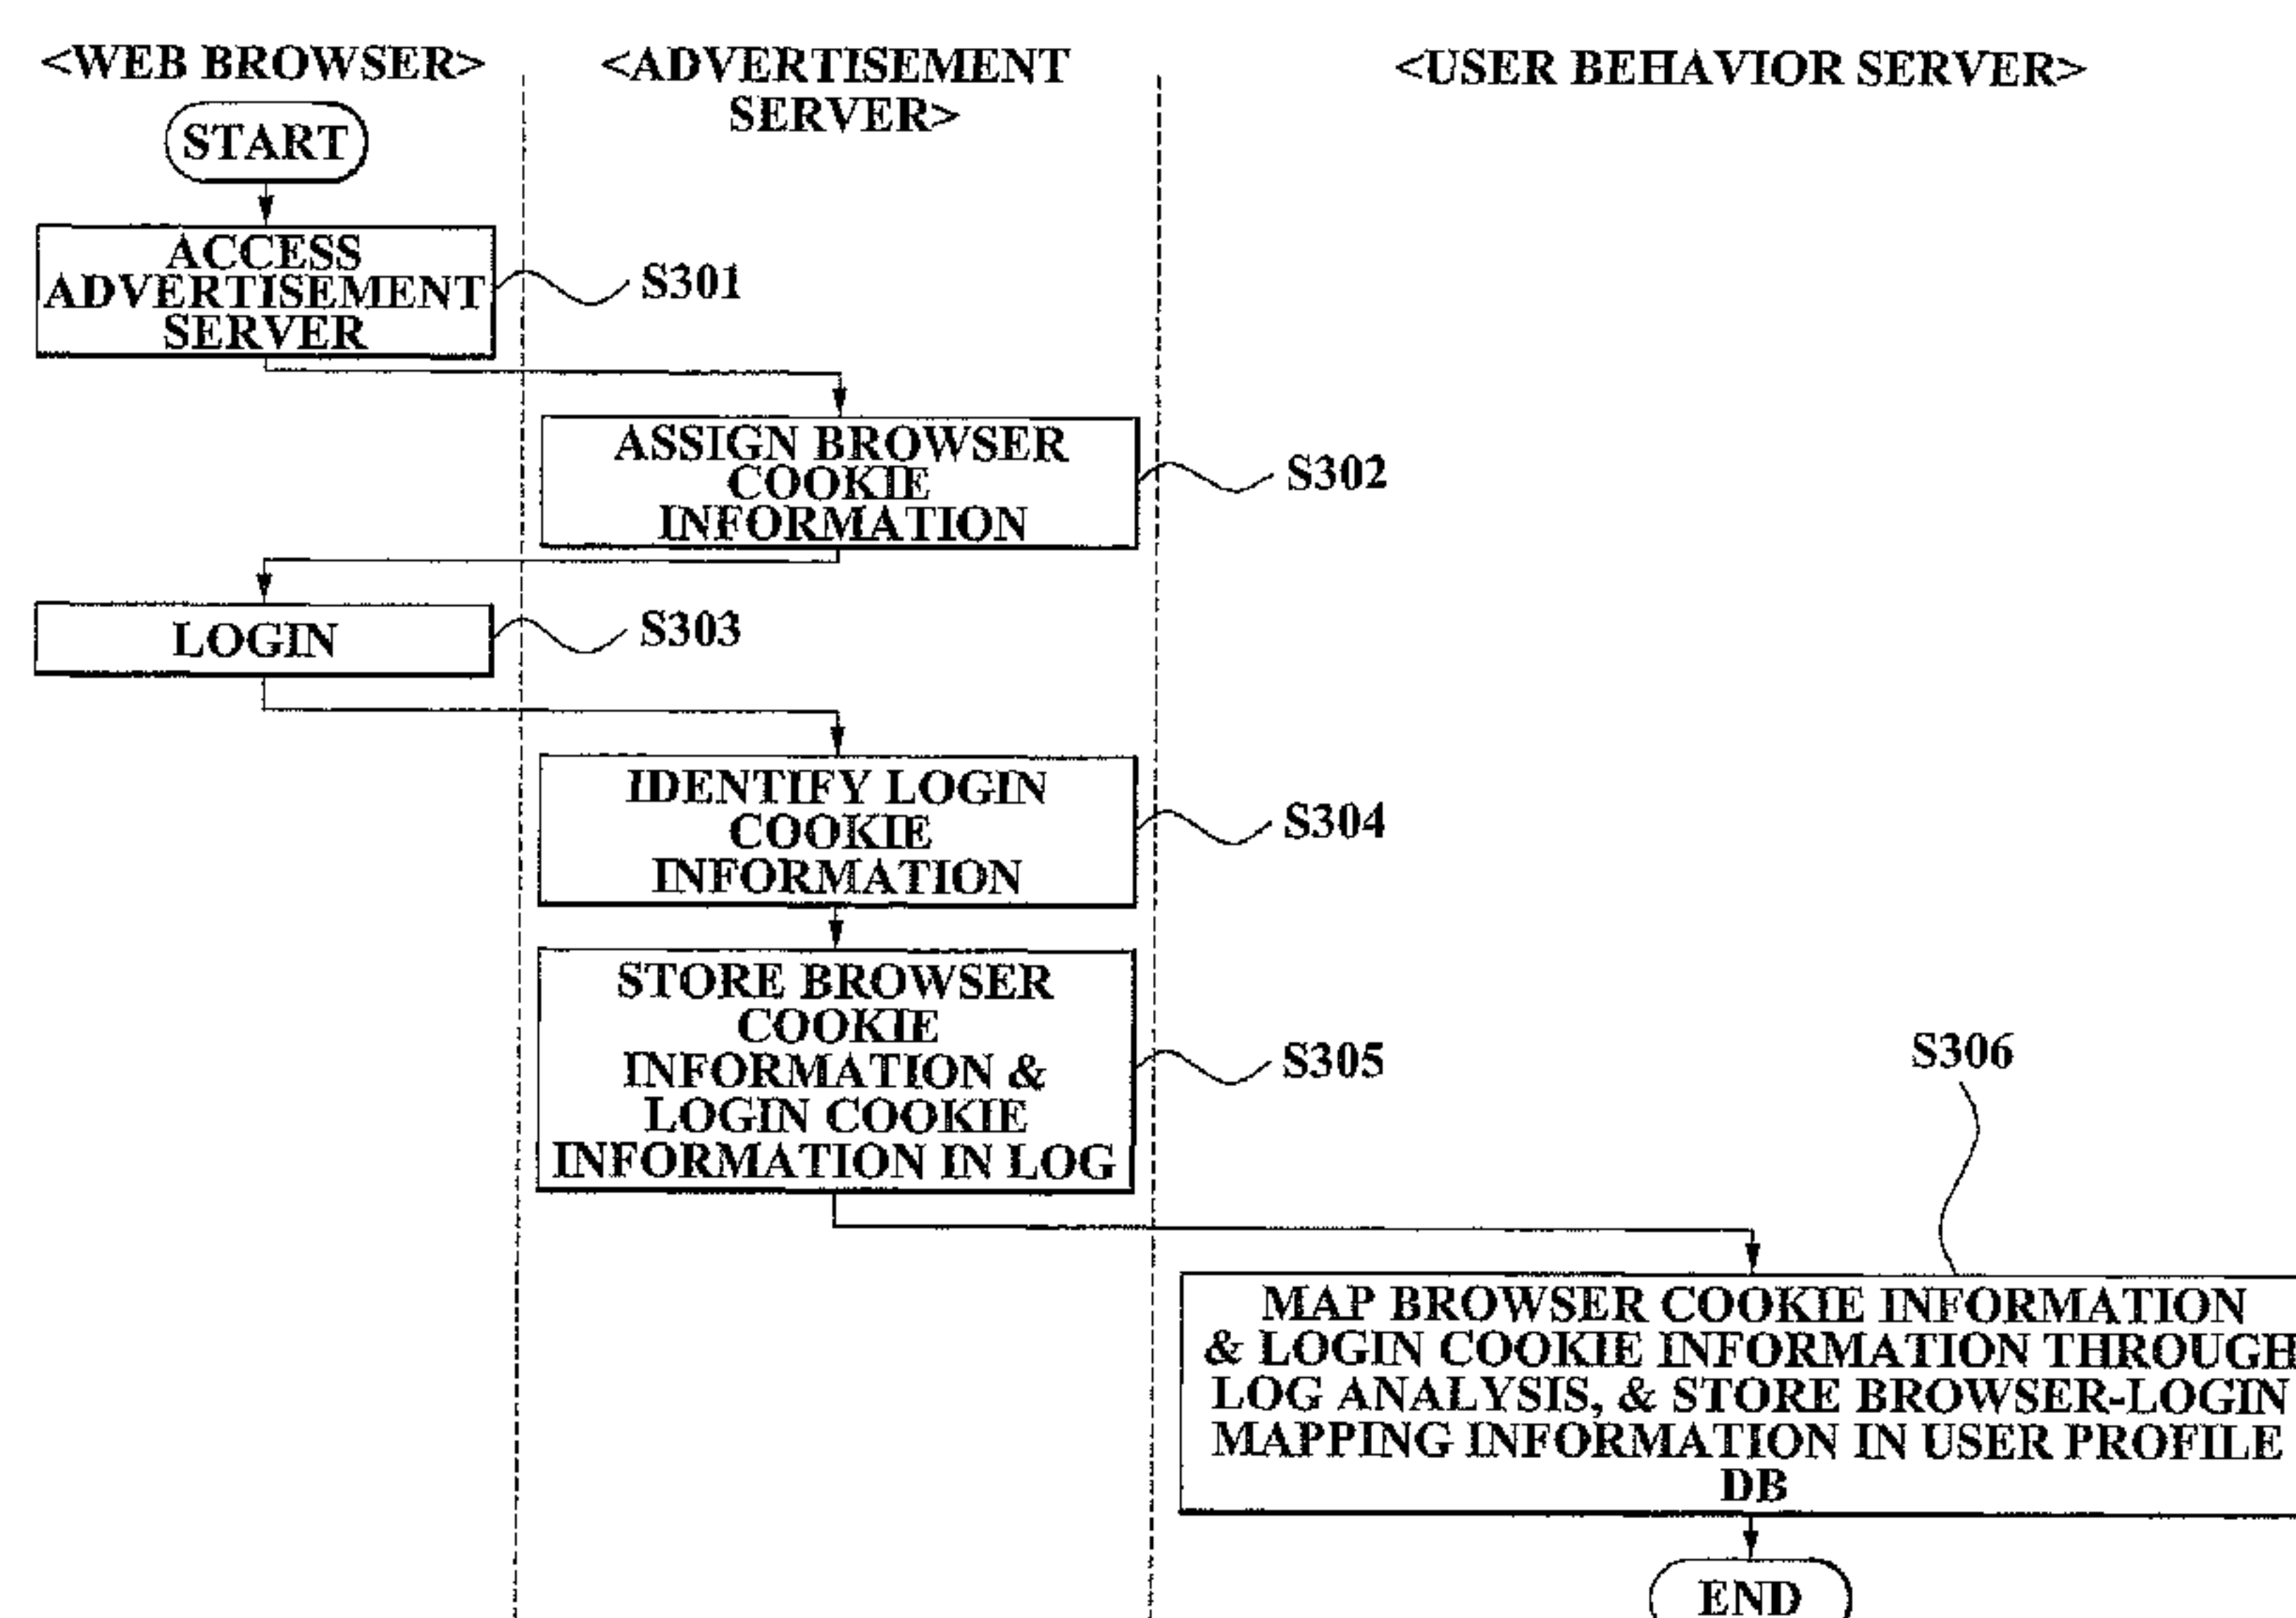 <WEB BROWSER>
<ADVERTISEMENT
SERVER>
<USER BEHAVIOR SERVER>
START
ACCESS
ADVERTISEMENT
SERVER
S301
ASSIGN BROWSER
COOKIE
INFORMATION
S302
LOGIN
S303
IDENTIFY LOGIN
COOKIE
INFORMATION
S304
STORE BROWSER
COOKIE
INFORMATION &
LOGIN COOKIE
INFORMATION IN LOG
S305
S306
MAP BROWSER COOKIE INFORMATION
& LOGIN COOKIE INFORMATION THROUGH
LOG ANALYSIS, & STORE BROWSER-LOGIN
MAPPING INFORMATION IN USER PROFILE
DB
END